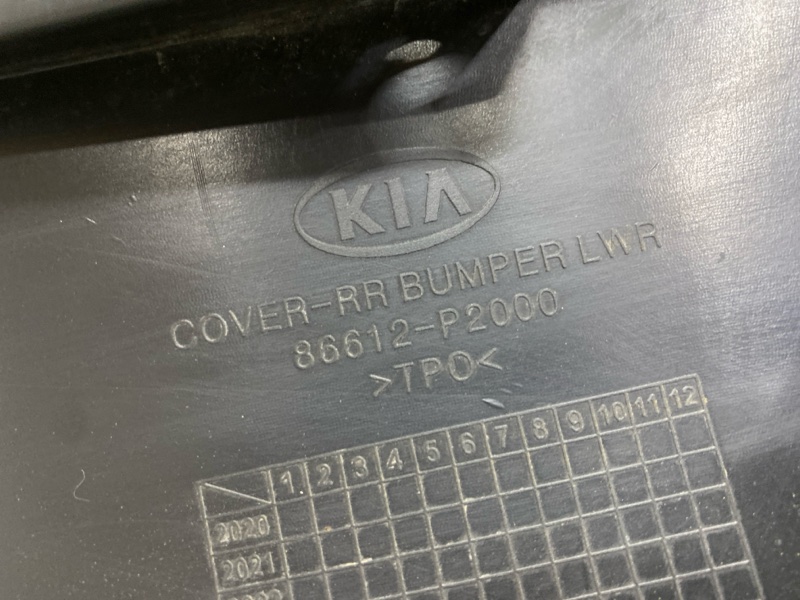 KIA
COVER-RR BUMPER LWR
86612-P2000
>TPO<
1 2 3 4 5 6 7 8 9 10 11 12
2020
2021